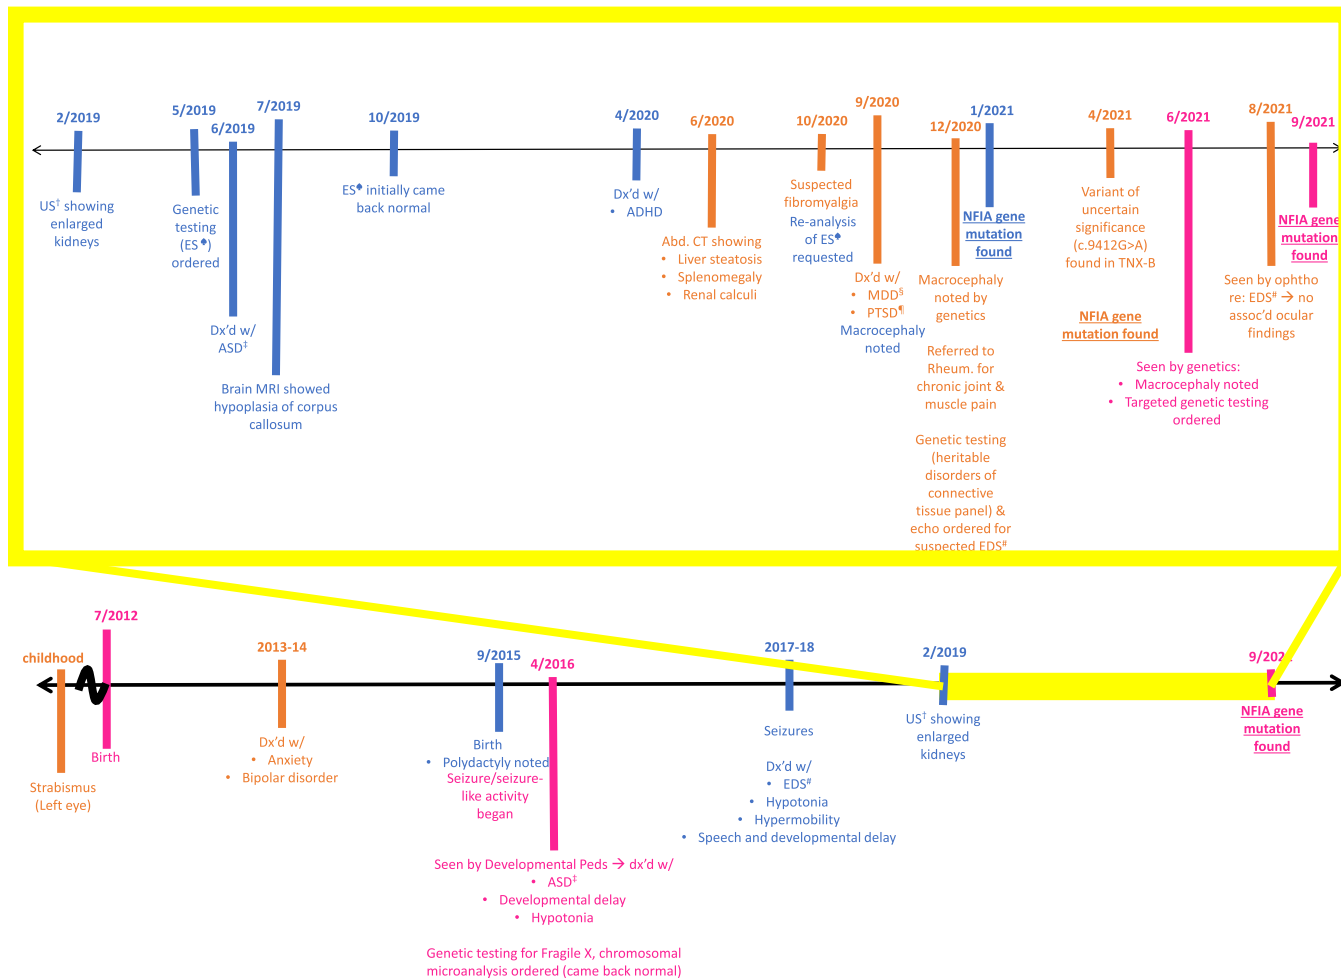 2/2019
US† showing
enlarged
kidneys
5/2019
Genetic
testing
(ES♠)
ordered
6/2019
Dx'd w/
ASD‡
7/2019
Brain MRI showed
hypoplasia of corpus
callosum
10/2019
ES♠ initially came
back normal
4/2020
Dx'd w/
• ADHD
6/2020
Abd. CT showing
• Liver steatosis
• Splenomegaly
• Renal calculi
10/2020
Suspected
fibromyalgia
Re-analysis
of ES♠
requested
9/2020
Dx'd w/
• MDD§
• PTSD¶
Macrocephaly
noted
12/2020
Macrocephaly
noted by
genetics
Referred to
Rheum. for
chronic joint &
muscle pain
Genetic testing
(heritable
disorders of
connective
tissue panel) &
echo ordered for
suspected EDS#
1/2021
NFIA gene
mutation
found
4/2021
Variant of
uncertain
significance
(c.9412G>A)
found in TNX-B
NFIA gene
mutation found
6/2021
Seen by genetics:
• Macrocephaly noted
• Targeted genetic testing
ordered
8/2021
Seen by ophtho
re: EDS# → no
assoc'd ocular
findings
9/2021
NFIA gene
mutation
found
childhood
Strabismus
(Left eye)
7/2012
Birth
2013-14
Dx'd w/
• Anxiety
• Bipolar disorder
9/2015
Birth
• Polydactyly noted
Seizure/seizure-
like activity
began
4/2016
Seen by Developmental Peds → dx'd w/
• ASD‡
• Developmental delay
• Hypotonia
Genetic testing for Fragile X, chromosomal
microanalysis ordered (came back normal)
2017-18
Seizures
Dx'd w/
• EDS#
• Hypotonia
• Hypermobility
• Speech and developmental delay
2/2019
US† showing
enlarged
kidneys
9/2021
NFIA gene
mutation
found